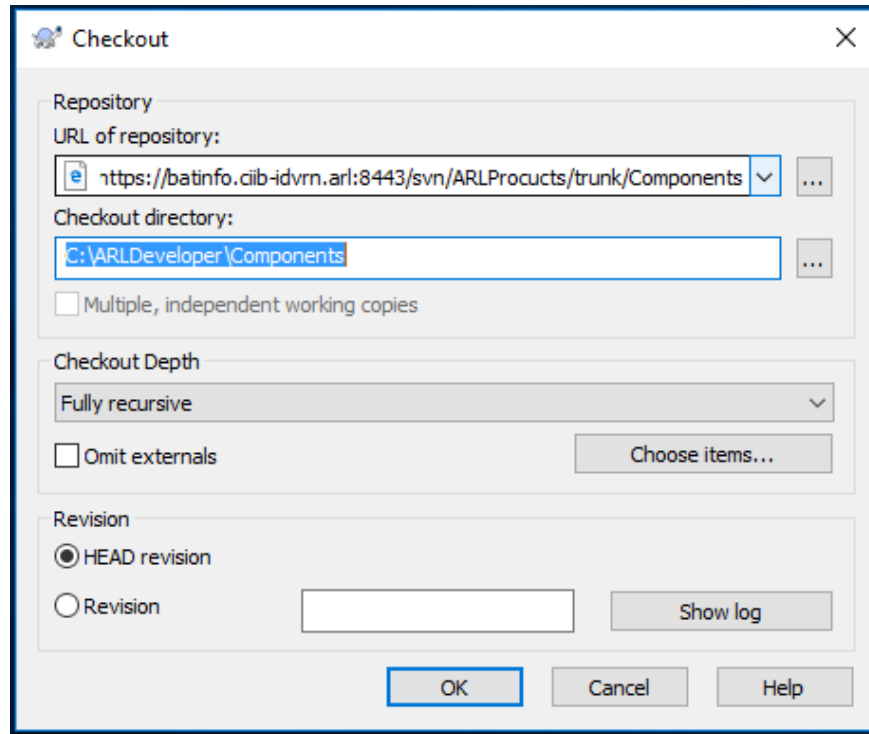 Checkout
Repository
URL of repository:
https://batinfo.ciib-idvrn.arl:8443/svn/ARLProcucts/trunk/Components
...
Checkout directory:
C:\ARLDeveloper\Components
...
Multiple, independent working copies
Checkout Depth
Fully recursive
Omit externals
Choose items...
Revision
HEAD revision
Revision
Show log
OK
Cancel
Help